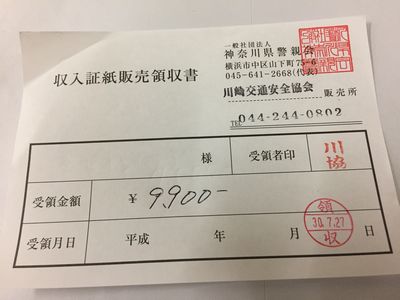 一般社団法人
神奈川県警親会
横浜市中区山下町75-6
045-641-2668(代表)
収入証紙販売領収書
川崎交通安全協会 販売所
TEL 044-244-0802
様 受領者印 川協
受領金額 ¥9,900-
受領月日 平成 年 月 日
領
30.7.27
収